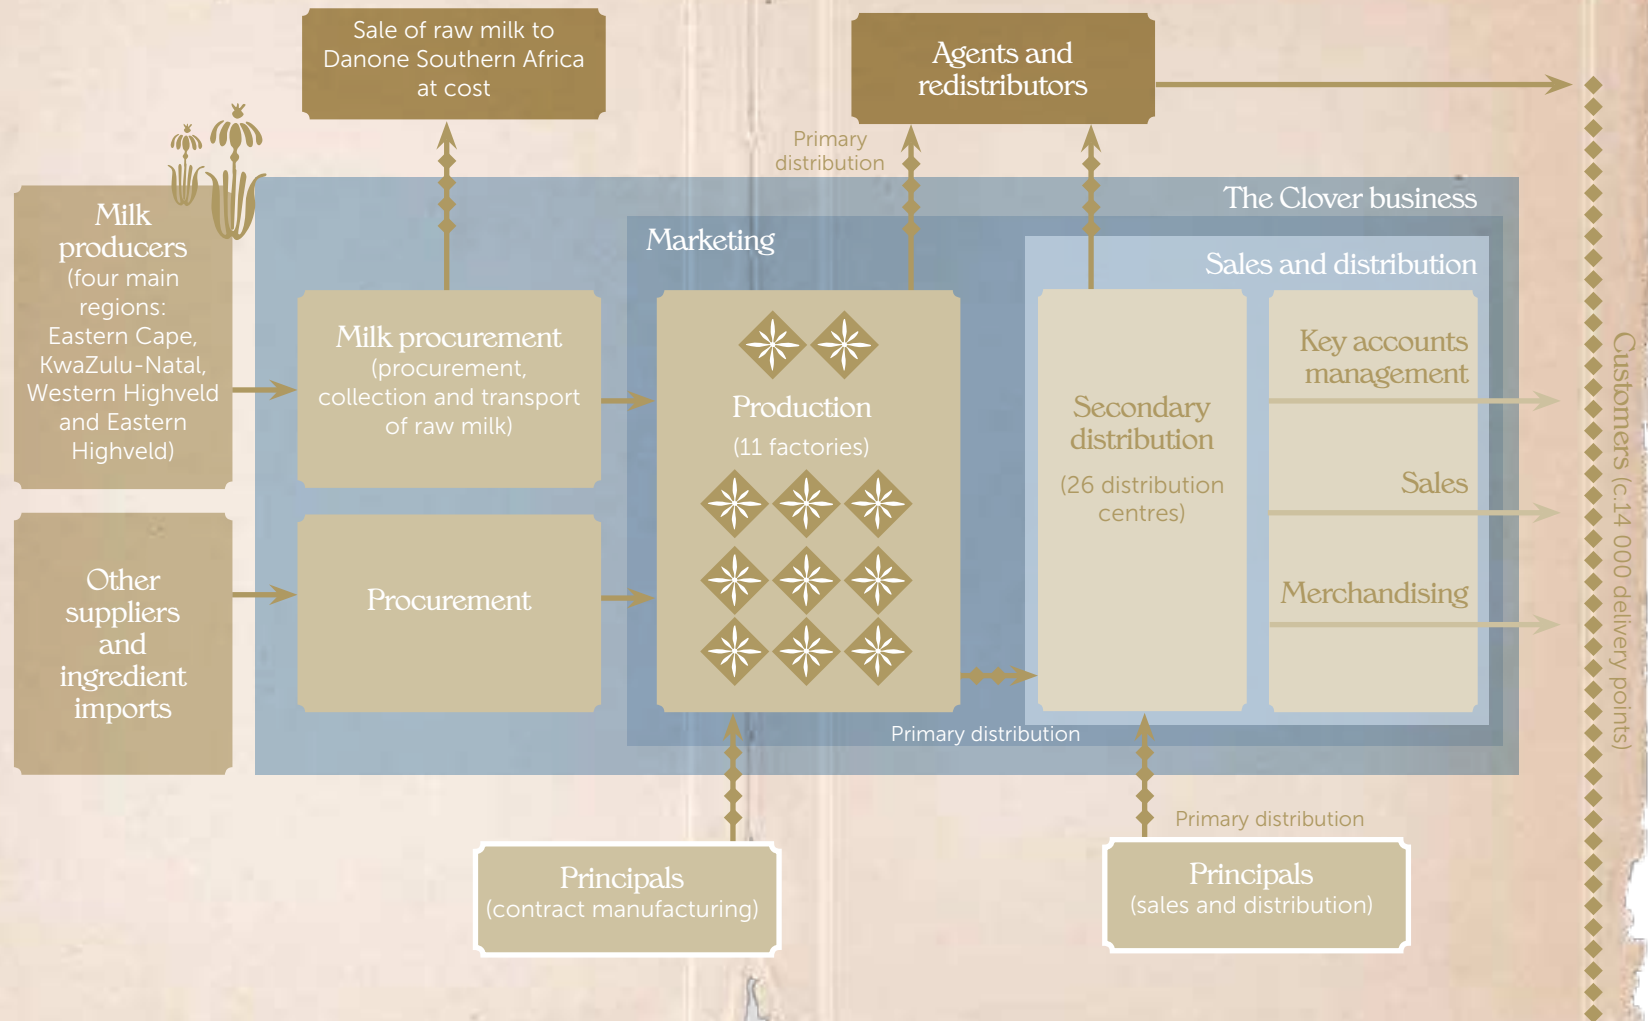 Sale of raw milk to
Danone Southern Africa
at cost
Agents and
redistributors
Primary
distribution
The Clover business
Milk
producers
(four main
regions:
Eastern Cape,
KwaZulu-Natal,
Western Highveld
and Eastern
Highveld)
Marketing
Sales and distribution
Milk procurement
(procurement,
collection and transport
of raw milk)
Production
(11 factories)
Secondary
distribution
(26 distribution
centres)
Key accounts
management
Sales
Merchandising
Customers (c.14 000 delivery points)
Other
suppliers
and
ingredient
imports
Procurement
Primary distribution
Primary distribution
Principals
(contract manufacturing)
Principals
(sales and distribution)